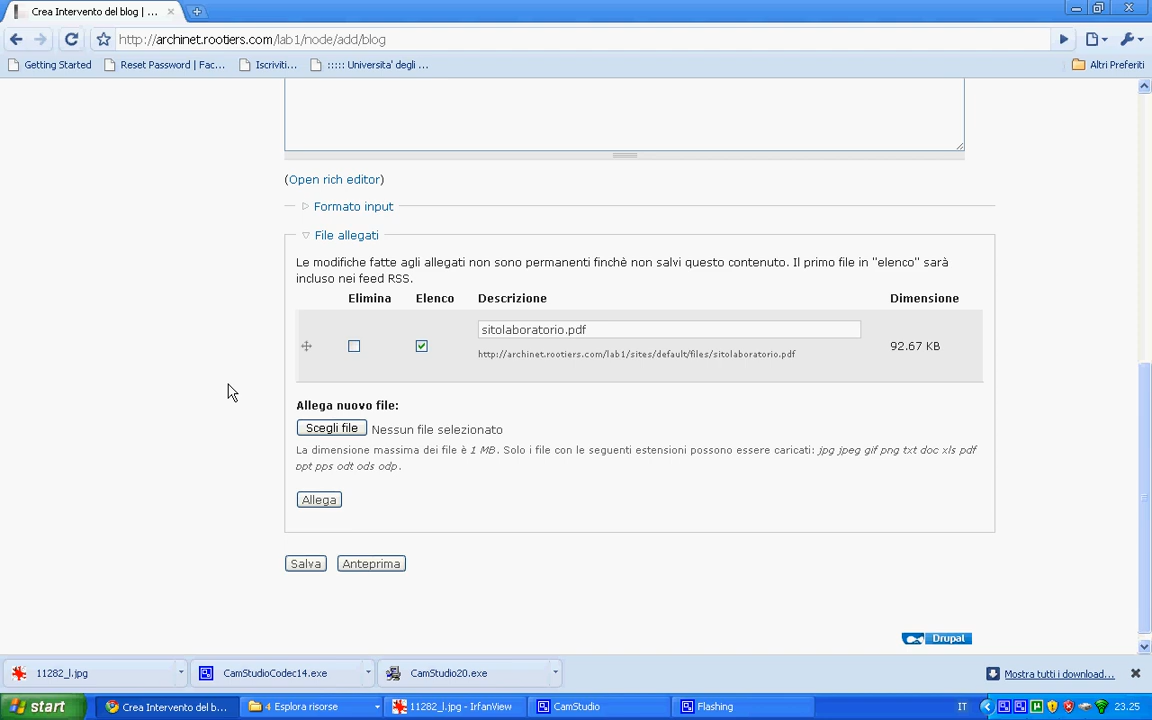 Crea Intervento del blog | ...
http://archinet.rootiers.com/lab1/node/add/blog
Getting Started
Reset Password | Fac...
Iscriviti...
::::: Universita' degli ...
Altri Preferiti
(Open rich editor)
Formato input
File allegati
Le modifiche fatte agli allegati non sono permanenti finchè non salvi questo contenuto. Il primo file in "elenco" sarà
incluso nei feed RSS.
Elimina Elenco Descrizione Dimensione
sitolaboratorio.pdf
http://archinet.rootiers.com/lab1/sites/default/files/sitolaboratorio.pdf
92.67 KB
Allega nuovo file:
Scegli file Nessun file selezionato
La dimensione massima dei file è 1 MB. Solo i file con le seguenti estensioni possono essere caricati: jpg jpeg gif png txt doc xls pdf
ppt pps odt ods odp.
Allega
Salva Anteprima
Drupal
11282_l.jpg
CamStudioCodec14.exe
CamStudio20.exe
Mostra tutti i download...
start
Crea Intervento del b...
4 Esplora risorse
11282_l.jpg - IrfanView
CamStudio
Flashing
IT
23.25